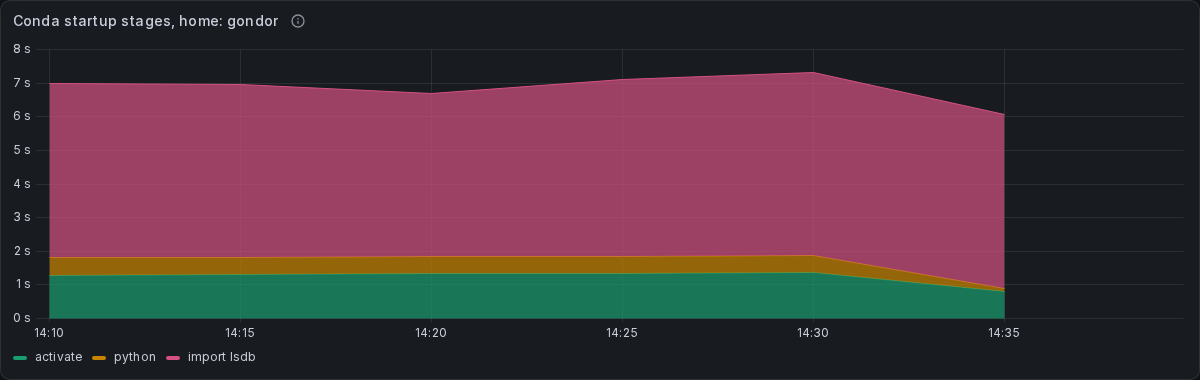 Conda startup stages, home: gondor
8 s
7 s
6 s
5 s
4 s
3 s
2 s
1 s
0 s
14:10 14:15 14:20 14:25 14:30 14:35
activate python import lsdb